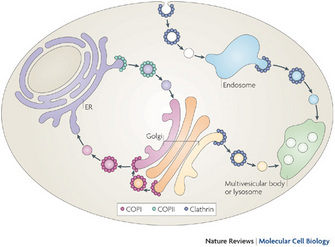 ER
Endosome
Golgi
Multivesicular body
or lysosome
COPI COPII Clathrin
Nature Reviews | Molecular Cell Biology